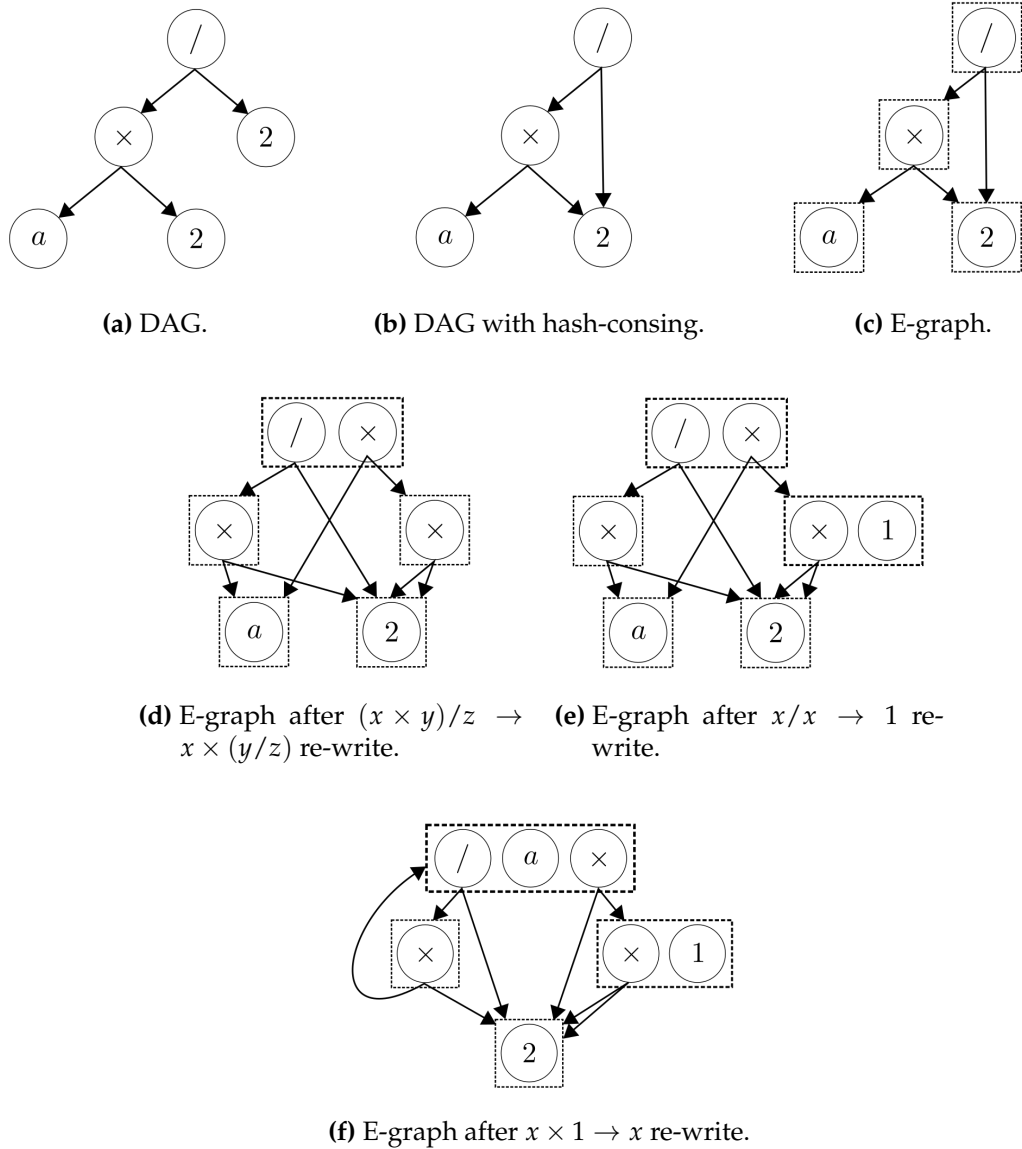 / / /
× 2 × ×
a 2 a 2 a 2
(a) DAG. (b) DAG with hash-consing. (c) E-graph.
/ × / ×
× × × × 1
a 2 a 2
(d) E-graph after (x × y)/z →
x × (y/z) re-write.
(e) E-graph after x/x → 1 re-
write.
/ a ×
× × 1
2
(f) E-graph after x × 1 → x re-write.